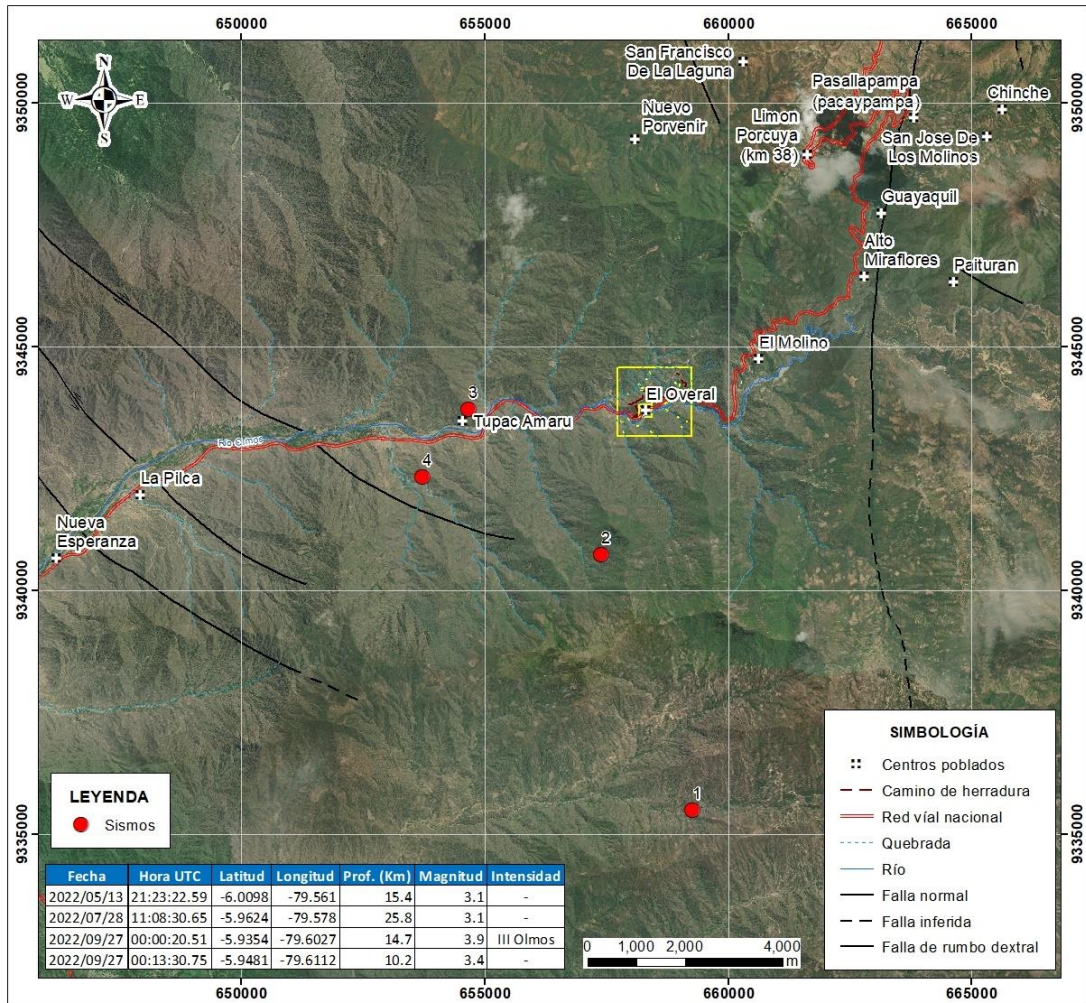 650000 655000 660000 665000
9350000 9350000
9345000 9345000
9340000 9340000
9335000 9335000
650000 655000 660000 665000
N
W E
S
San Francisco
De La Laguna
Nuevo
Porvenir
Pasallapampa
(pacaypampa)
Limon
Porcuya
(km 38)
Chinche
San Jose De
Los Molinos
Guayaquil
Alto
Miraflores
Paituran
El Molino
El Overal
3
Tupac Amaru
Río Olmos
4
La Pilca
Nueva
Esperanza
2
1
LEYENDA
Sismos
Fecha Hora UTC Latitud Longitud Prof. (Km) Magnitud Intensidad
2022/05/13 21:23:22.59 -6.0098 -79.561 15.4 3.1 -
2022/07/28 11:08:30.65 -5.9624 -79.578 25.8 3.1 -
2022/09/27 00:00:20.51 -5.9354 -79.6027 14.7 3.9 III Olmos
2022/09/27 00:13:30.75 -5.9481 -79.6112 10.2 3.4 -
0 1,000 2,000 4,000
m
SIMBOLOGÍA
Centros poblados
Camino de herradura
Red víal nacional
Quebrada
Río
Falla normal
Falla inferida
Falla de rumbo dextral